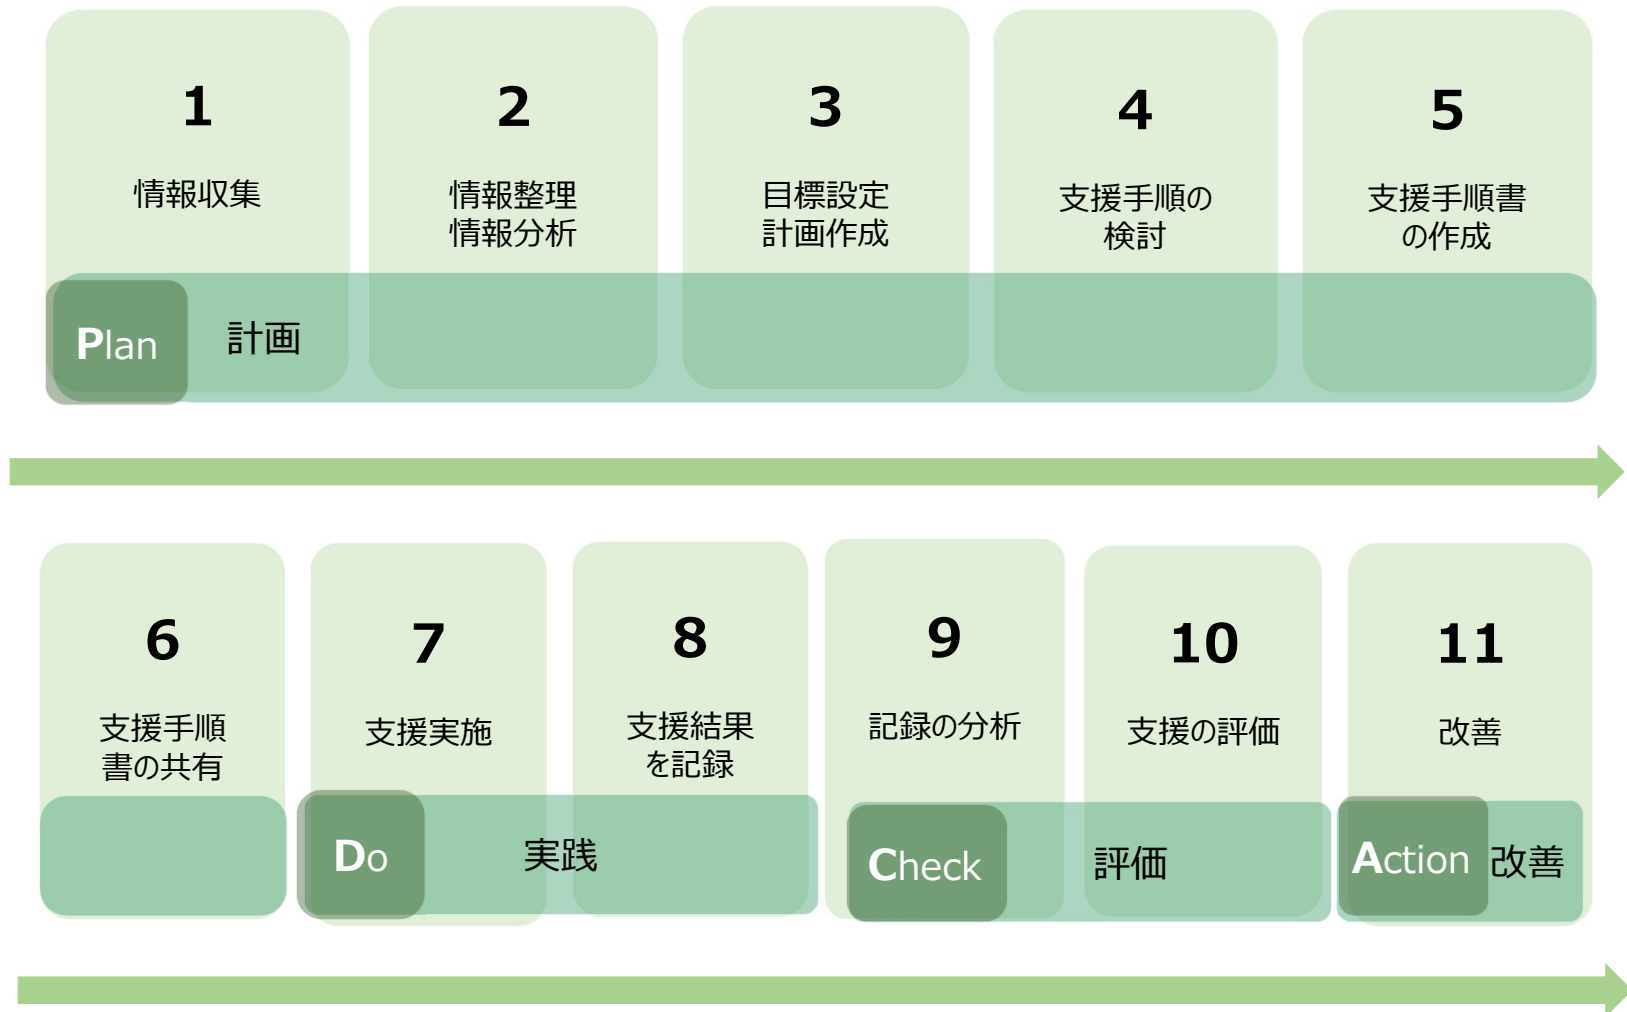 1
情報収集
2
情報整理
情報分析
3
目標設定
計画作成
4
支援手順の
検討
5
支援手順書
の作成
Plan 計画
6
支援手順
書の共有
7
支援実施
8
支援結果
を記録
9
記録の分析
10
支援の評価
11
改善
Do 実践
Check 評価
Action 改善